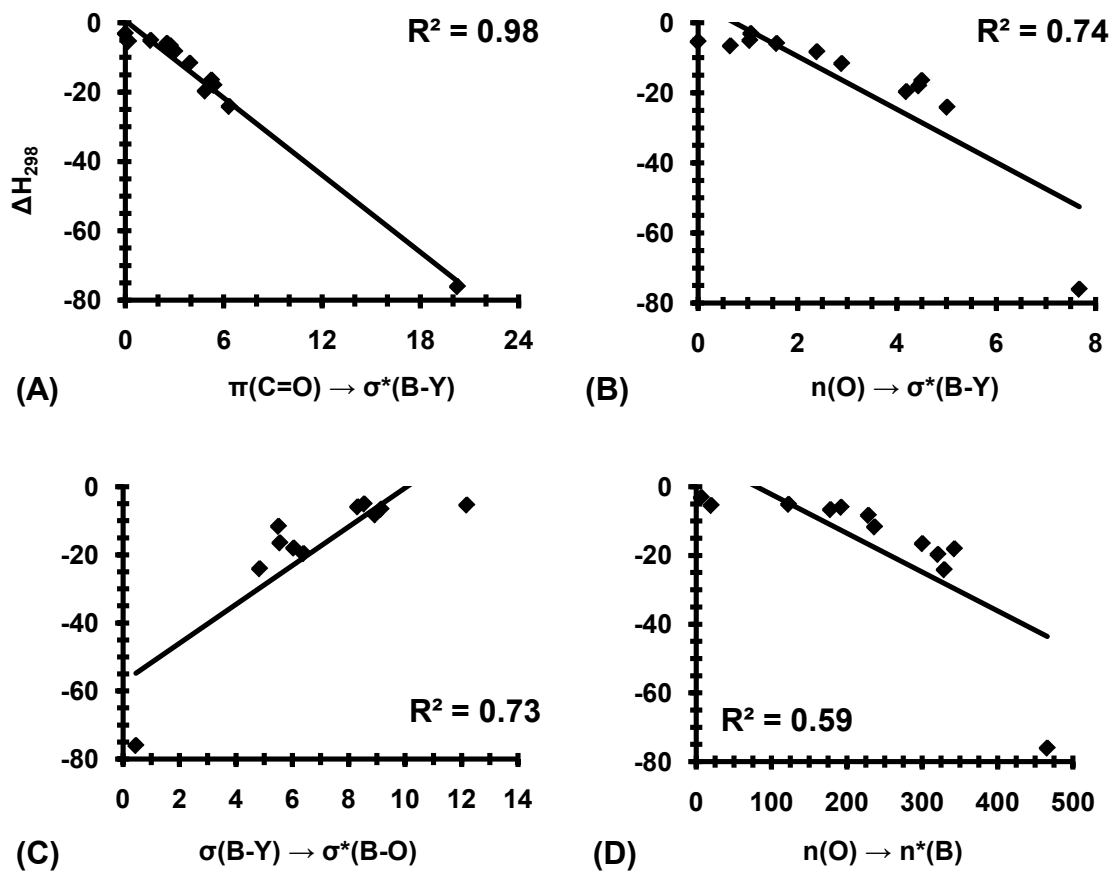 R² = 0.98
ΔH₂₉₈
0
-20
-40
-60
-80
0 6 12 18 24
(A) π(C=O) → σ*(B-Y)
R² = 0.74
0
-20
-40
-60
-80
0 2 4 6 8
(B) n(O) → σ*(B-Y)
0
-20
-40
-60
-80
R² = 0.73
0 2 4 6 8 10 12 14
(C) σ(B-Y) → σ*(B-O)
0
-20
-40
-60
-80
R² = 0.59
0 100 200 300 400 500
(D) n(O) → n*(B)